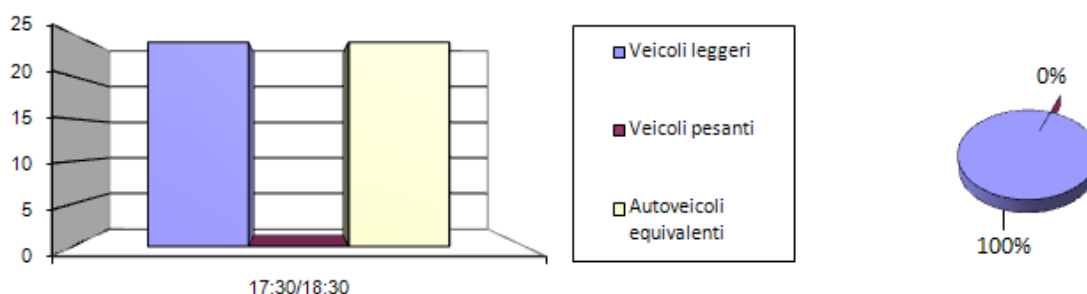 25
20
15
10
5
0
17:30/18:30
Veicoli leggeri
Veicoli pesanti
Autoveicoli
equivalenti
0%
100%